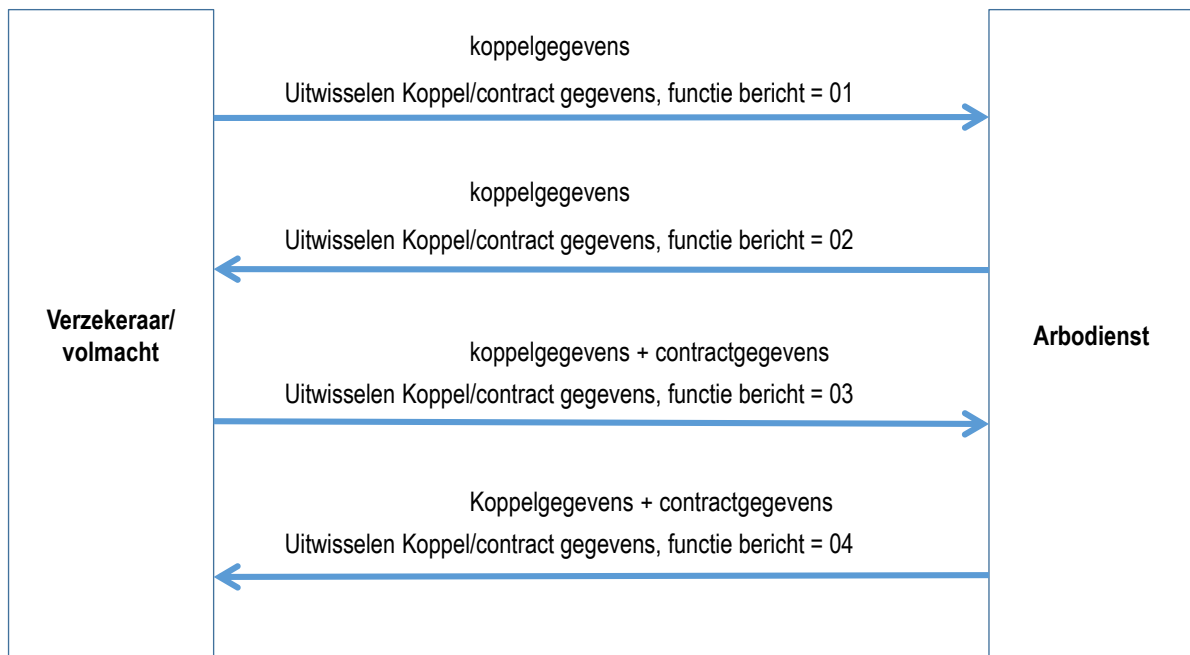 koppelgegevens
Uitwisselen Koppel/contract gegevens, functie bericht = 01
koppelgegevens
Uitwisselen Koppel/contract gegevens, functie bericht = 02
Verzekeraar/
volmacht
Arbodienst
koppelgegevens + contractgegevens
Uitwisselen Koppel/contract gegevens, functie bericht = 03
Koppelgegevens + contractgegevens
Uitwisselen Koppel/contract gegevens, functie bericht = 04